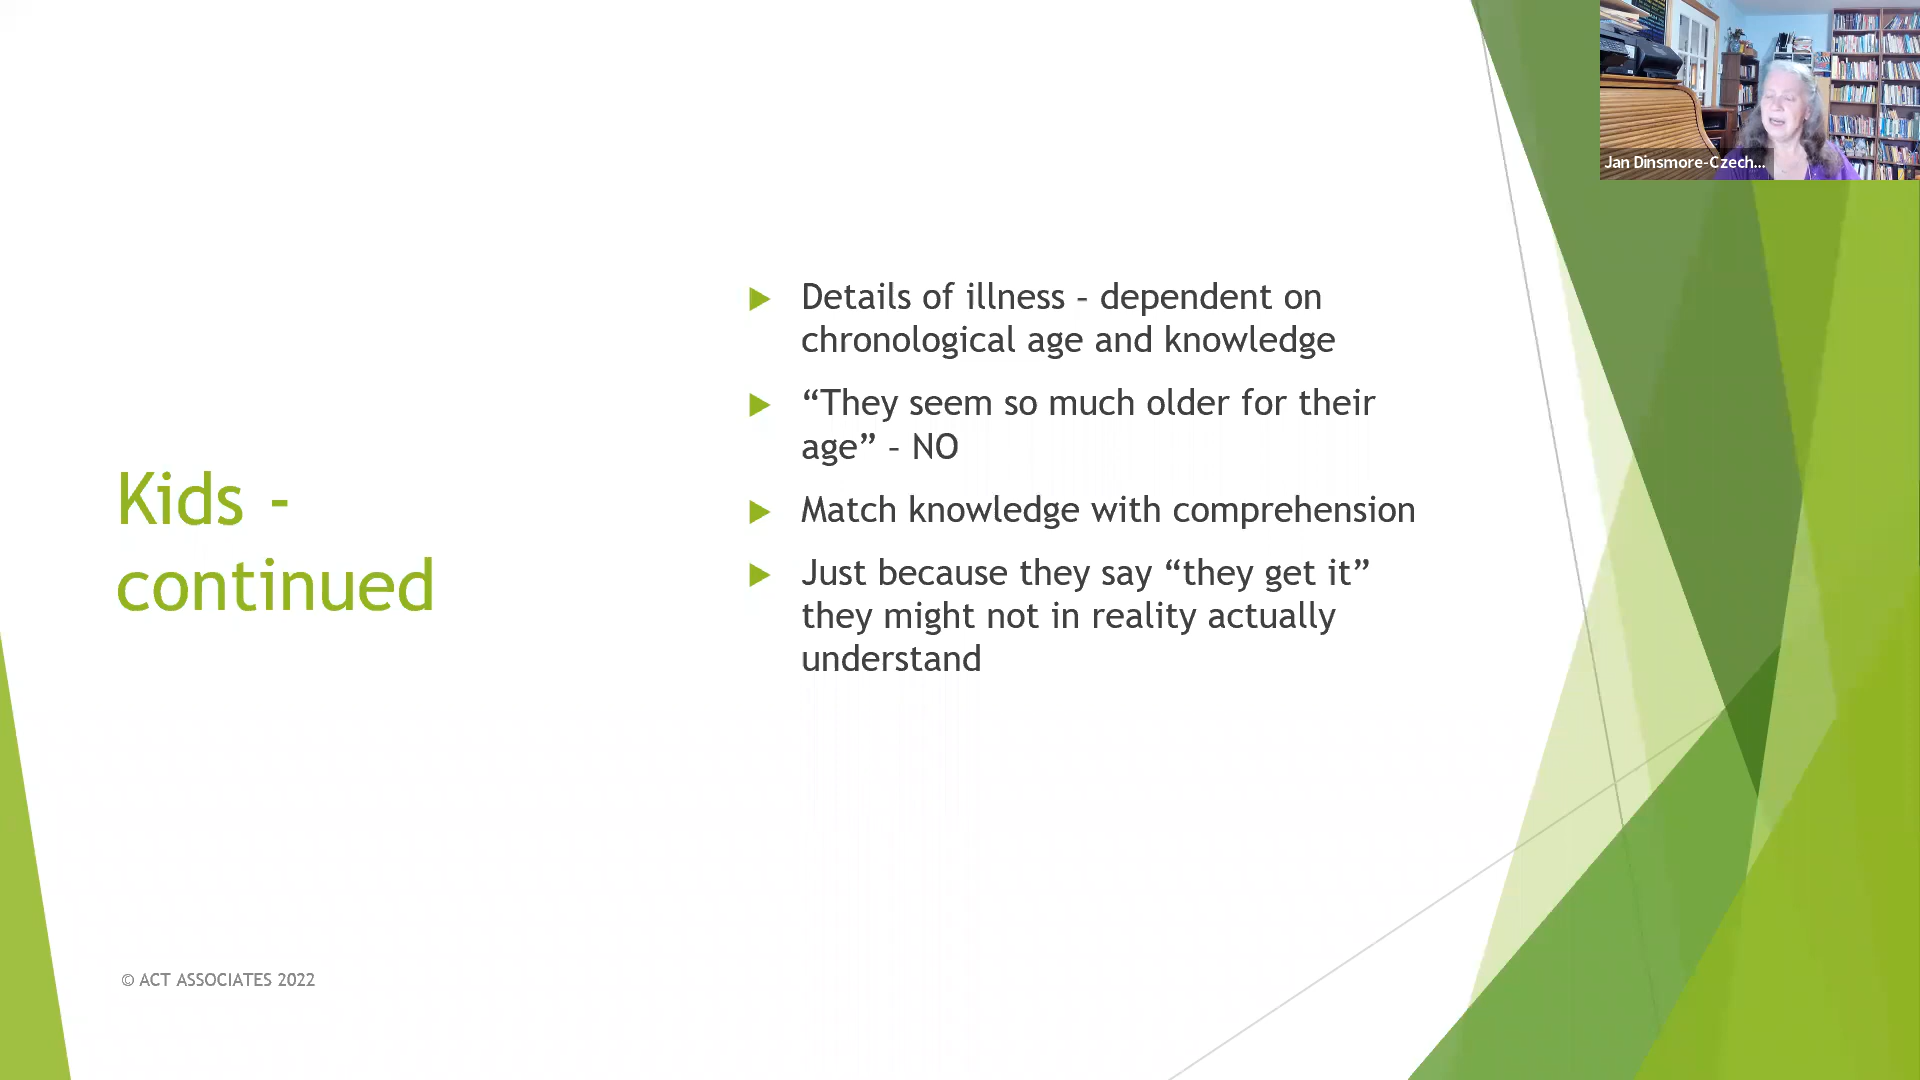 Jan Dinsmore-Czech...
Kids -
continued
Details of illness – dependent on
chronological age and knowledge
“They seem so much older for their
age” – NO
Match knowledge with comprehension
Just because they say “they get it”
they might not in reality actually
understand
© ACT ASSOCIATES 2022